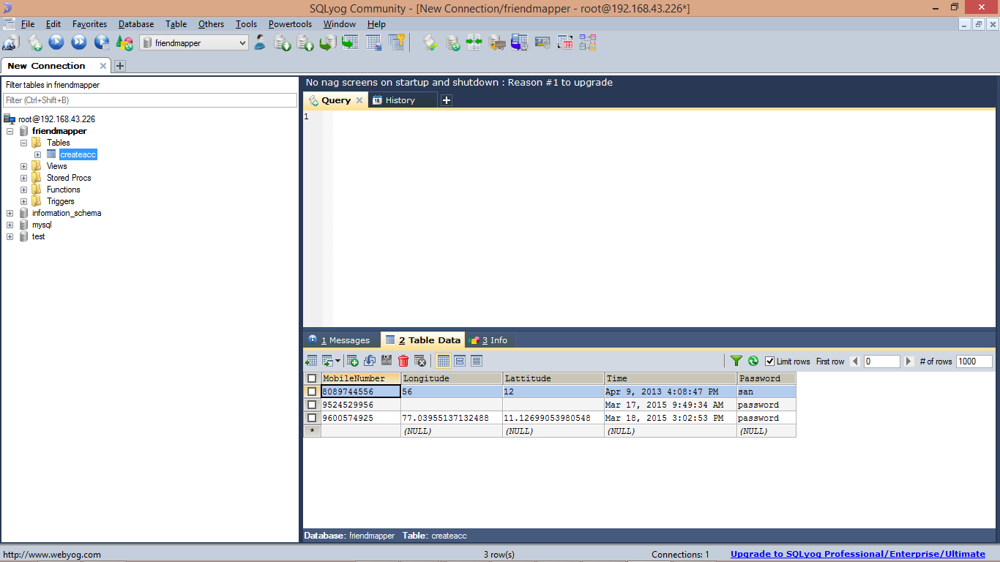 SQLyog Community - [New Connection/friendmapper - root@192.168.43.226*]
File Edit Favorites Database Table Others Tools Powertools Window Help
friendmapper
New Connection
Filter tables in friendmapper
Filter (Ctrl+Shift+B)
root@192.168.43.226
friendmapper
Tables
createacc
Views
Stored Procs
Functions
Triggers
information_schema
mysql
test
No nag screens on startup and shutdown : Reason #1 to upgrade
Query History
1
1 Messages 2 Table Data 3 Info
Limit rows First row 0 # of rows 1000
MobileNumber Longitude Lattitude Time Password
8089744556 56 12 Apr 9, 2013 4:08:47 PM san
9524529956 Mar 17, 2015 9:49:34 AM password
9600574925 77.03955137132488 11.12699053980548 Mar 18, 2015 3:02:53 PM password
* (NULL) (NULL) (NULL) (NULL)
Database: friendmapper Table: createacc
http://www.webyog.com 3 row(s) Connections: 1 Upgrade to SQLyog Professional/Enterprise/Ultimate